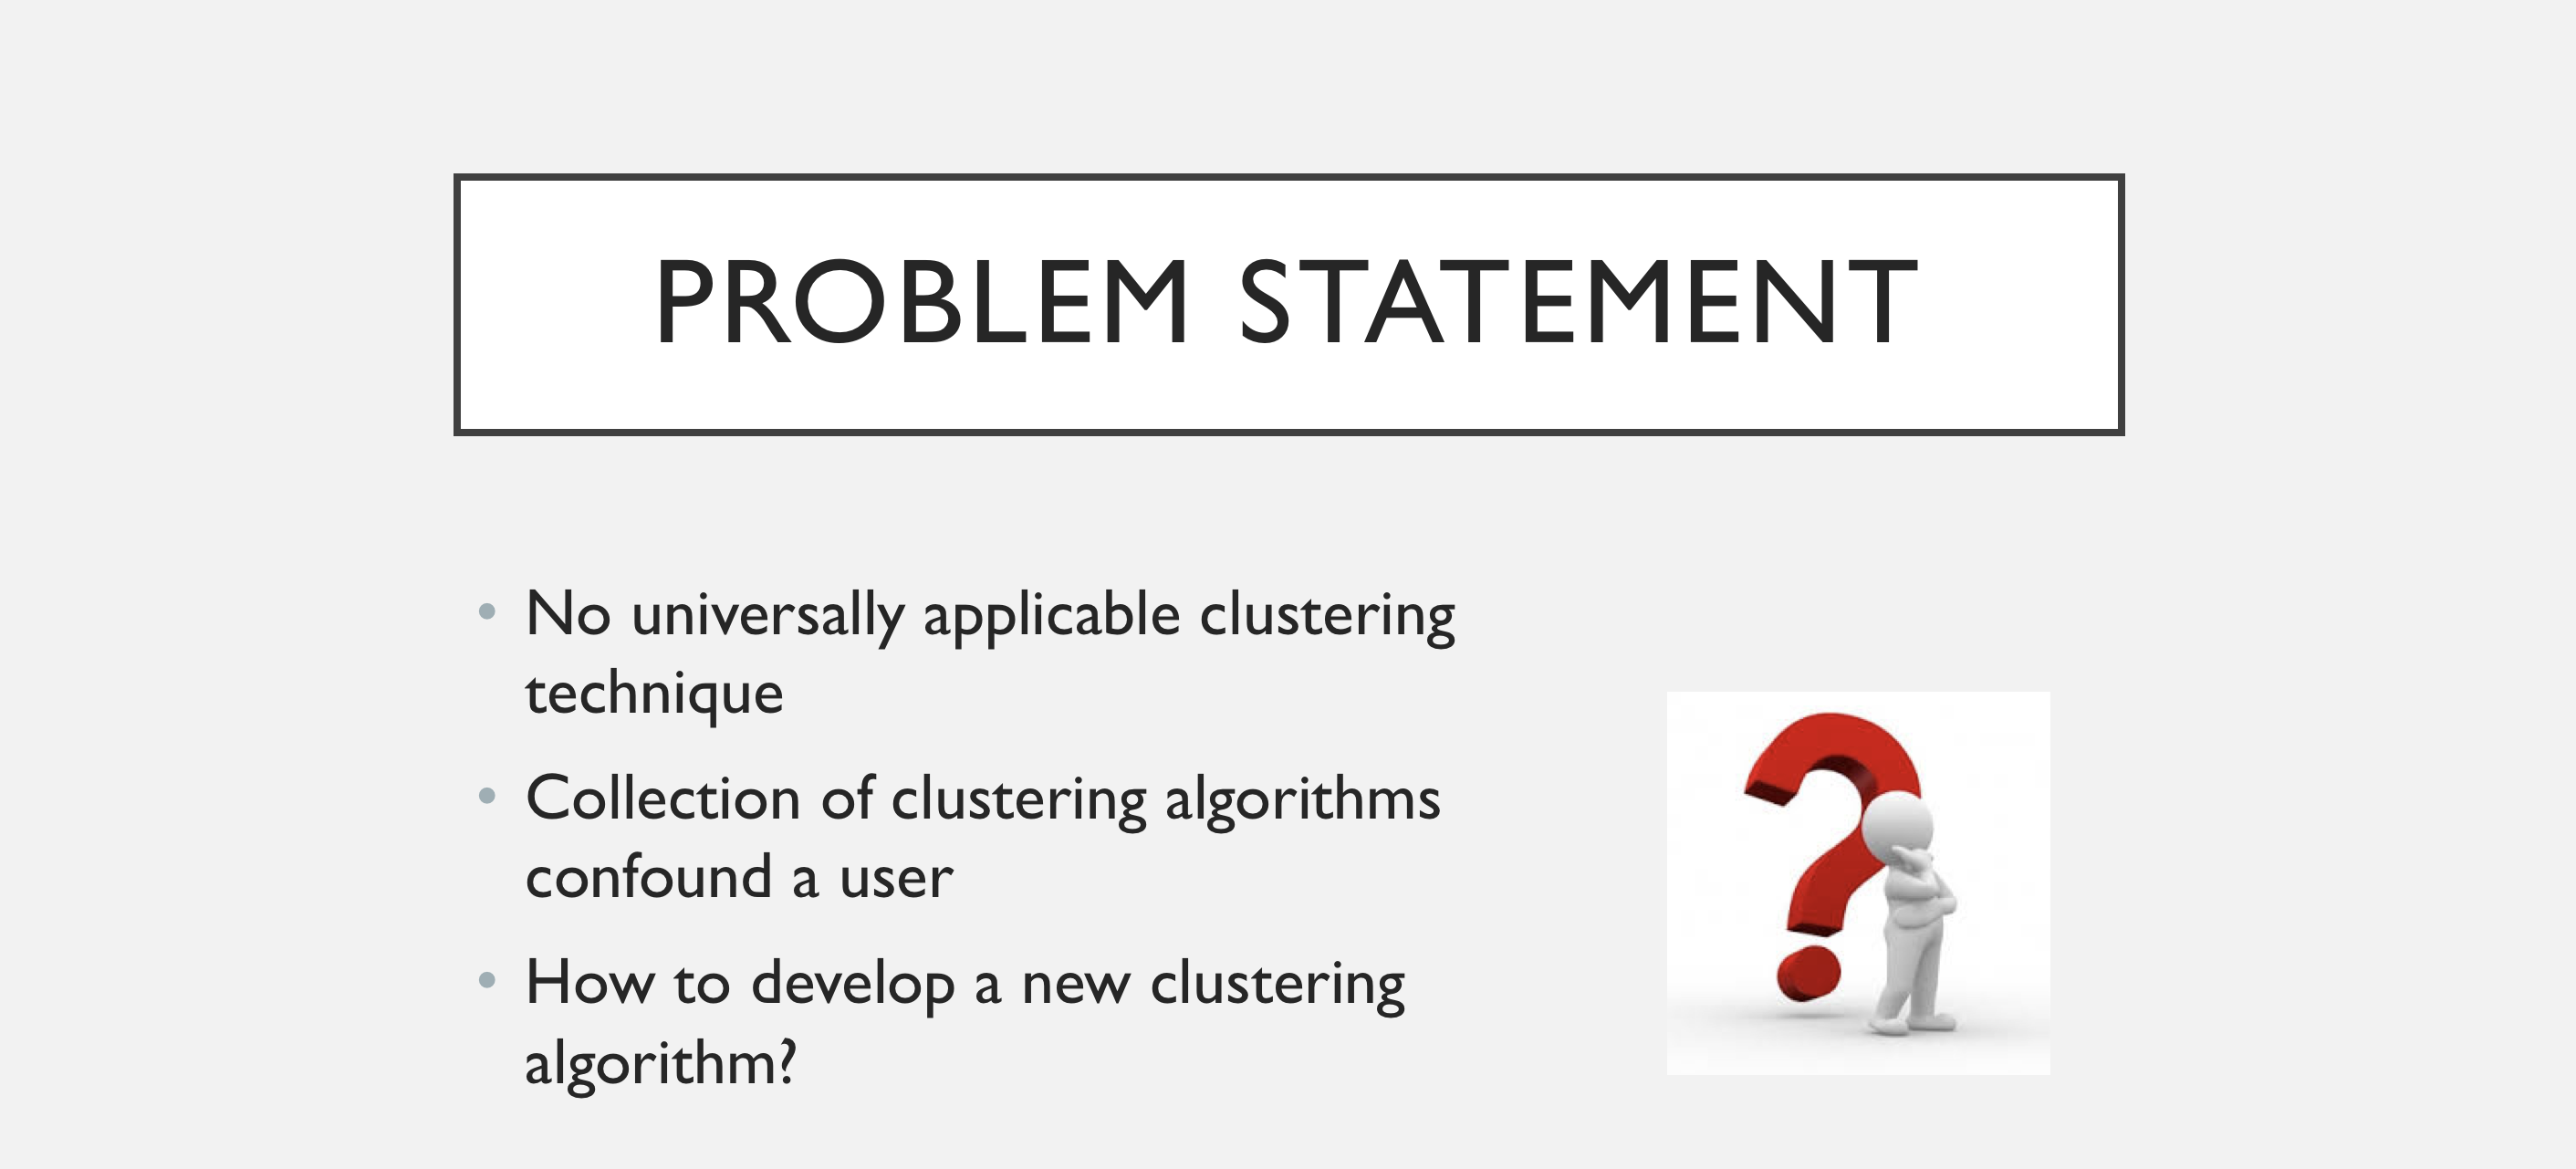 PROBLEM STATEMENT
• No universally applicable clustering
technique
• Collection of clustering algorithms
confound a user
• How to develop a new clustering
algorithm?